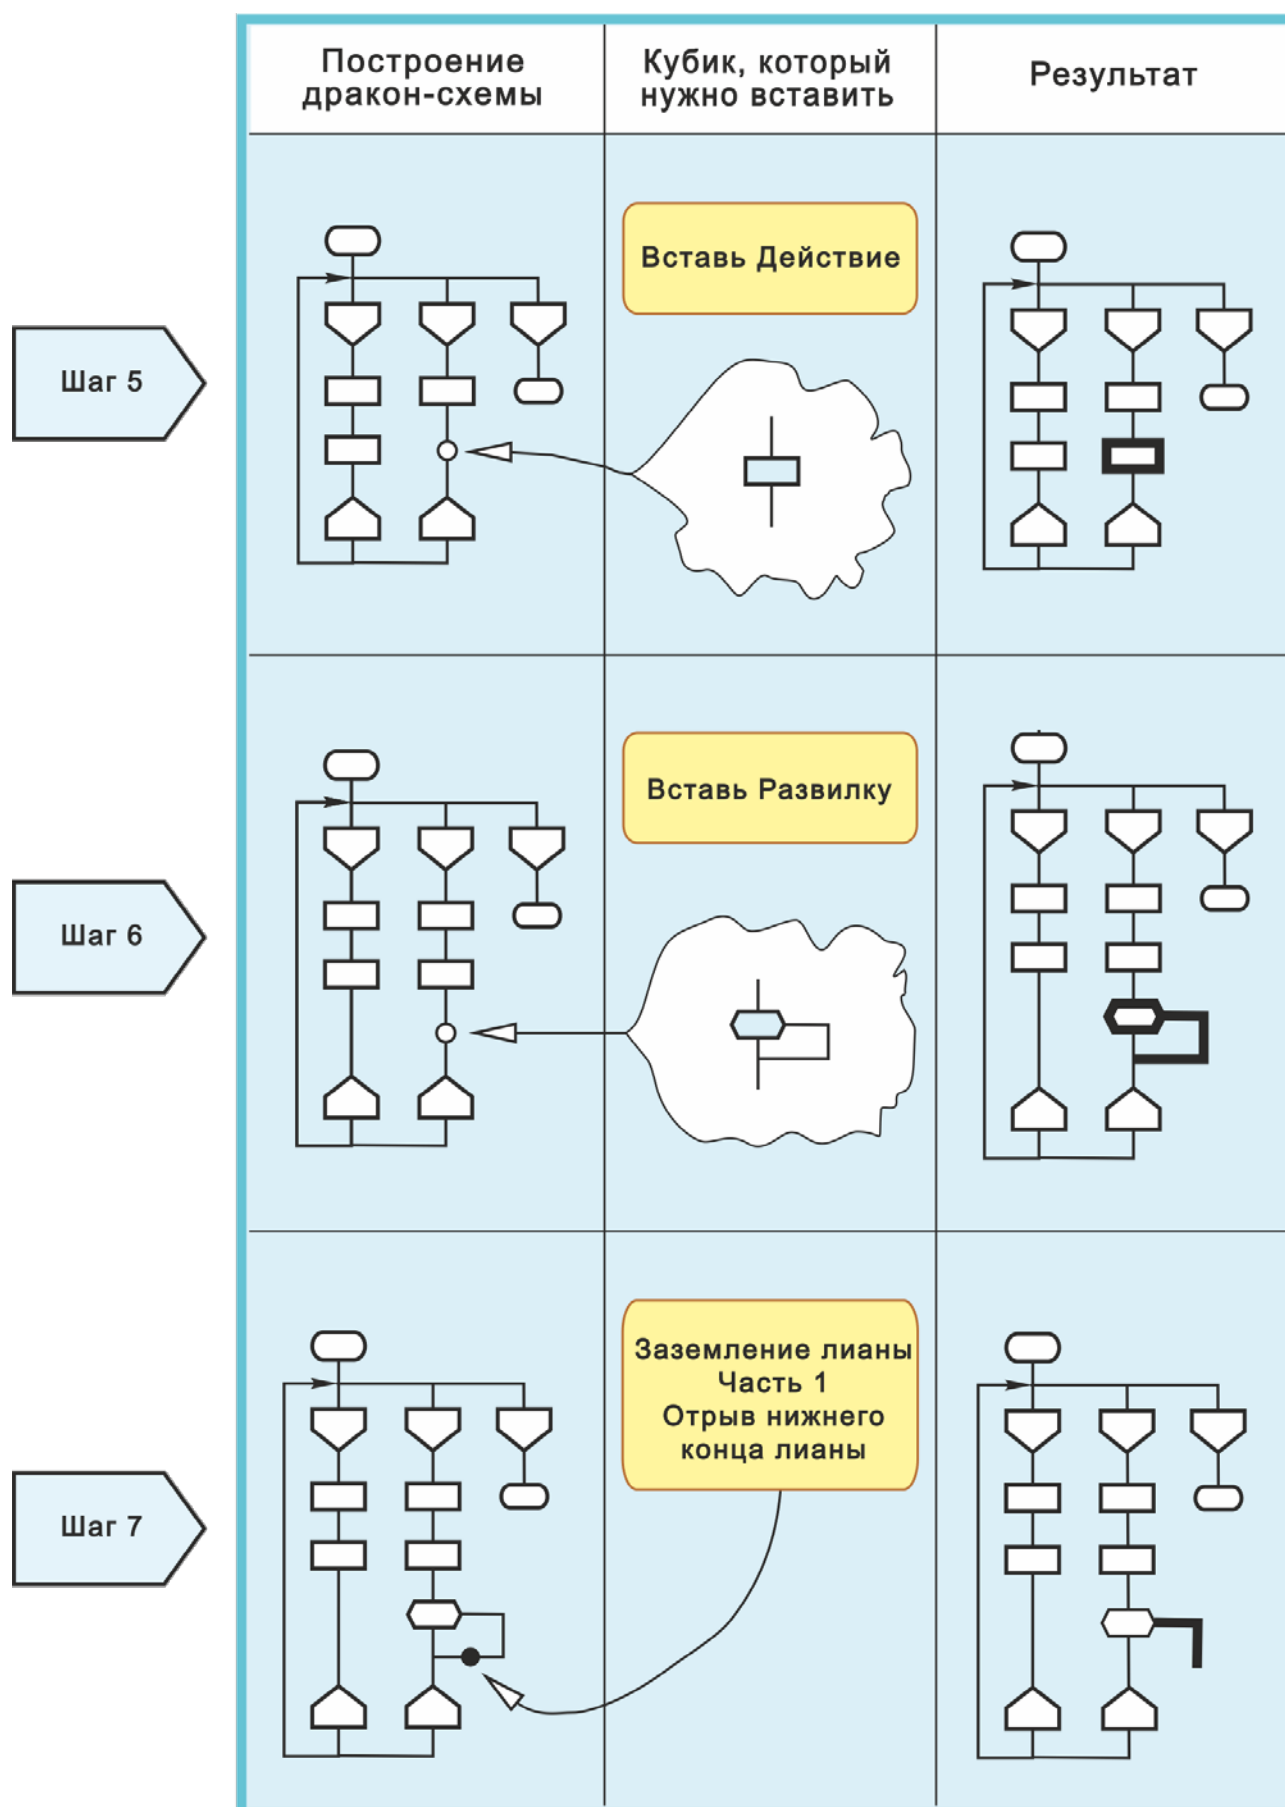 Построение
дракон-схемы
Кубик, который
нужно вставить
Результат
Шаг 5
Вставь Действие
Шаг 6
Вставь Развилку
Шаг 7
Заземление лианы
Часть 1
Отрыв нижнего
конца лианы